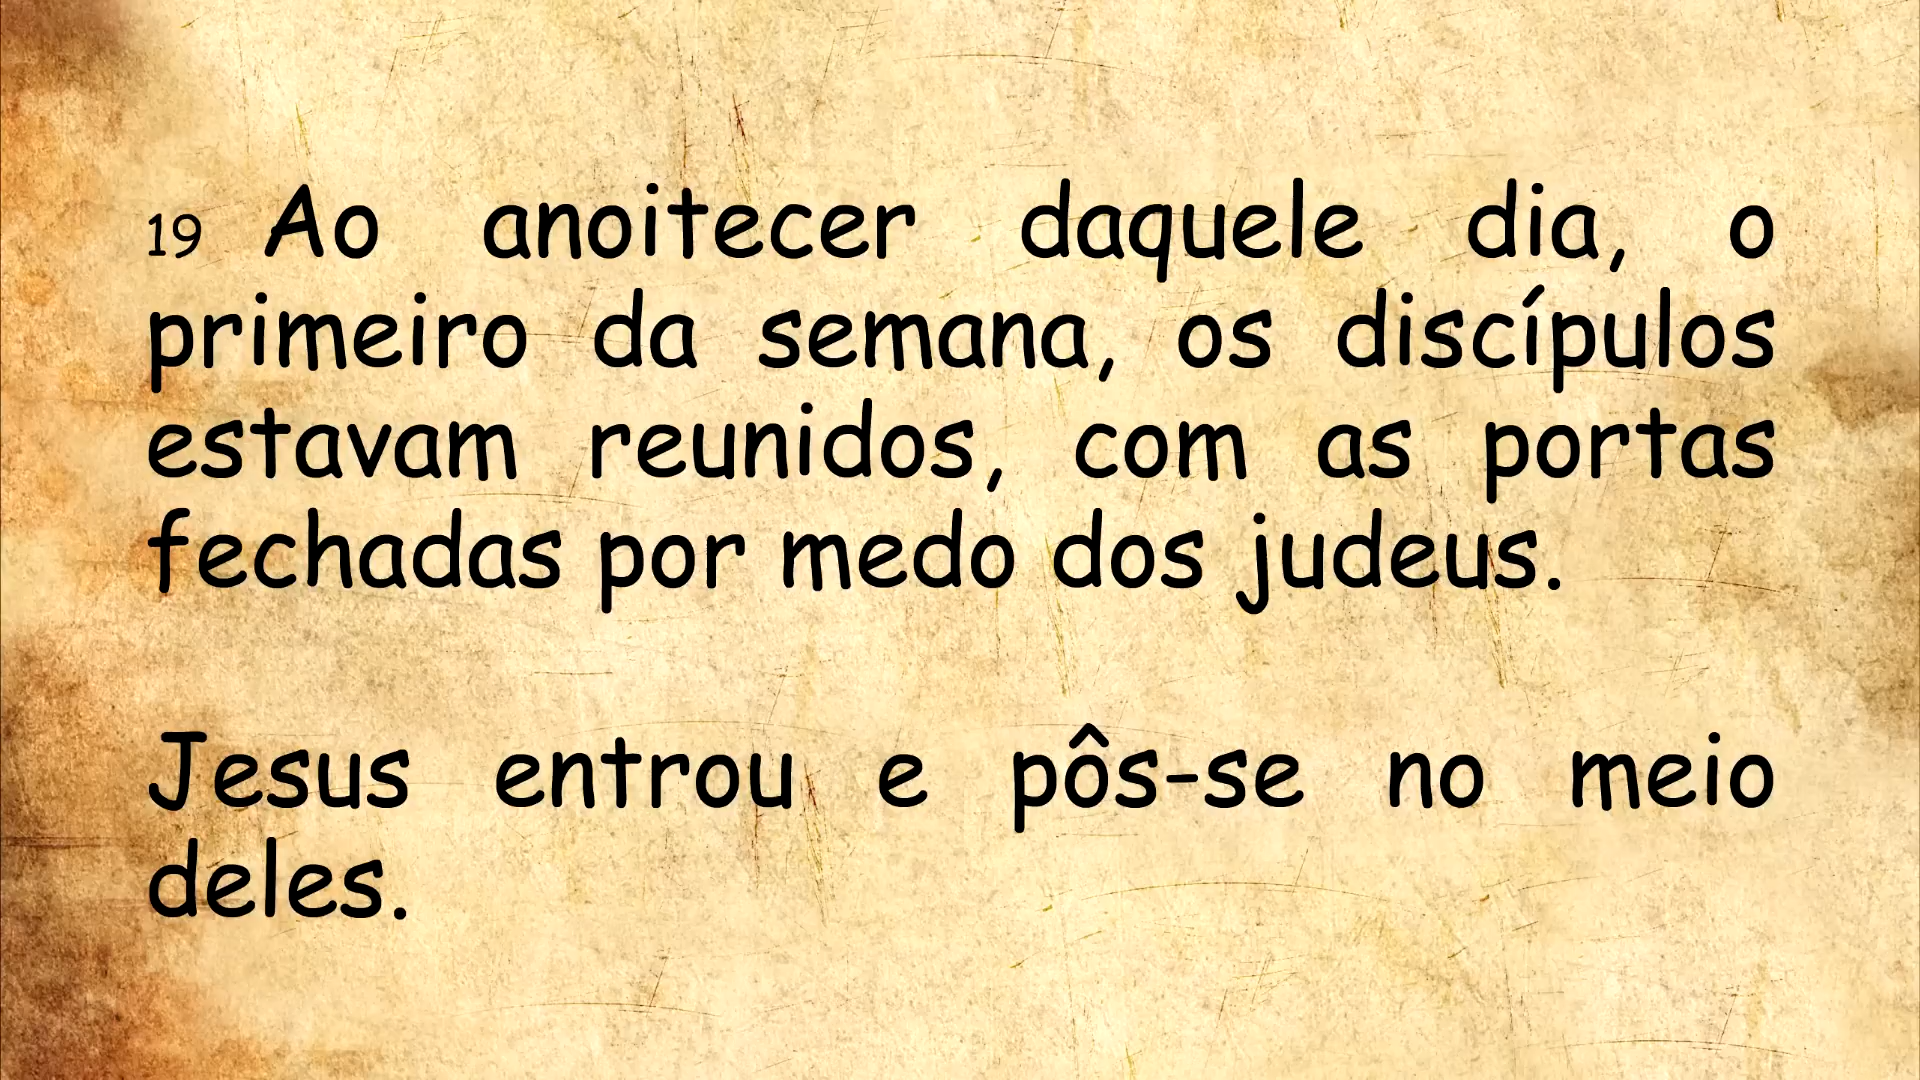 19 Ao anoitecer daquele dia, o
primeiro da semana, os discípulos
estavam reunidos, com as portas
fechadas por medo dos judeus.
Jesus entrou e pôs-se no meio
deles.